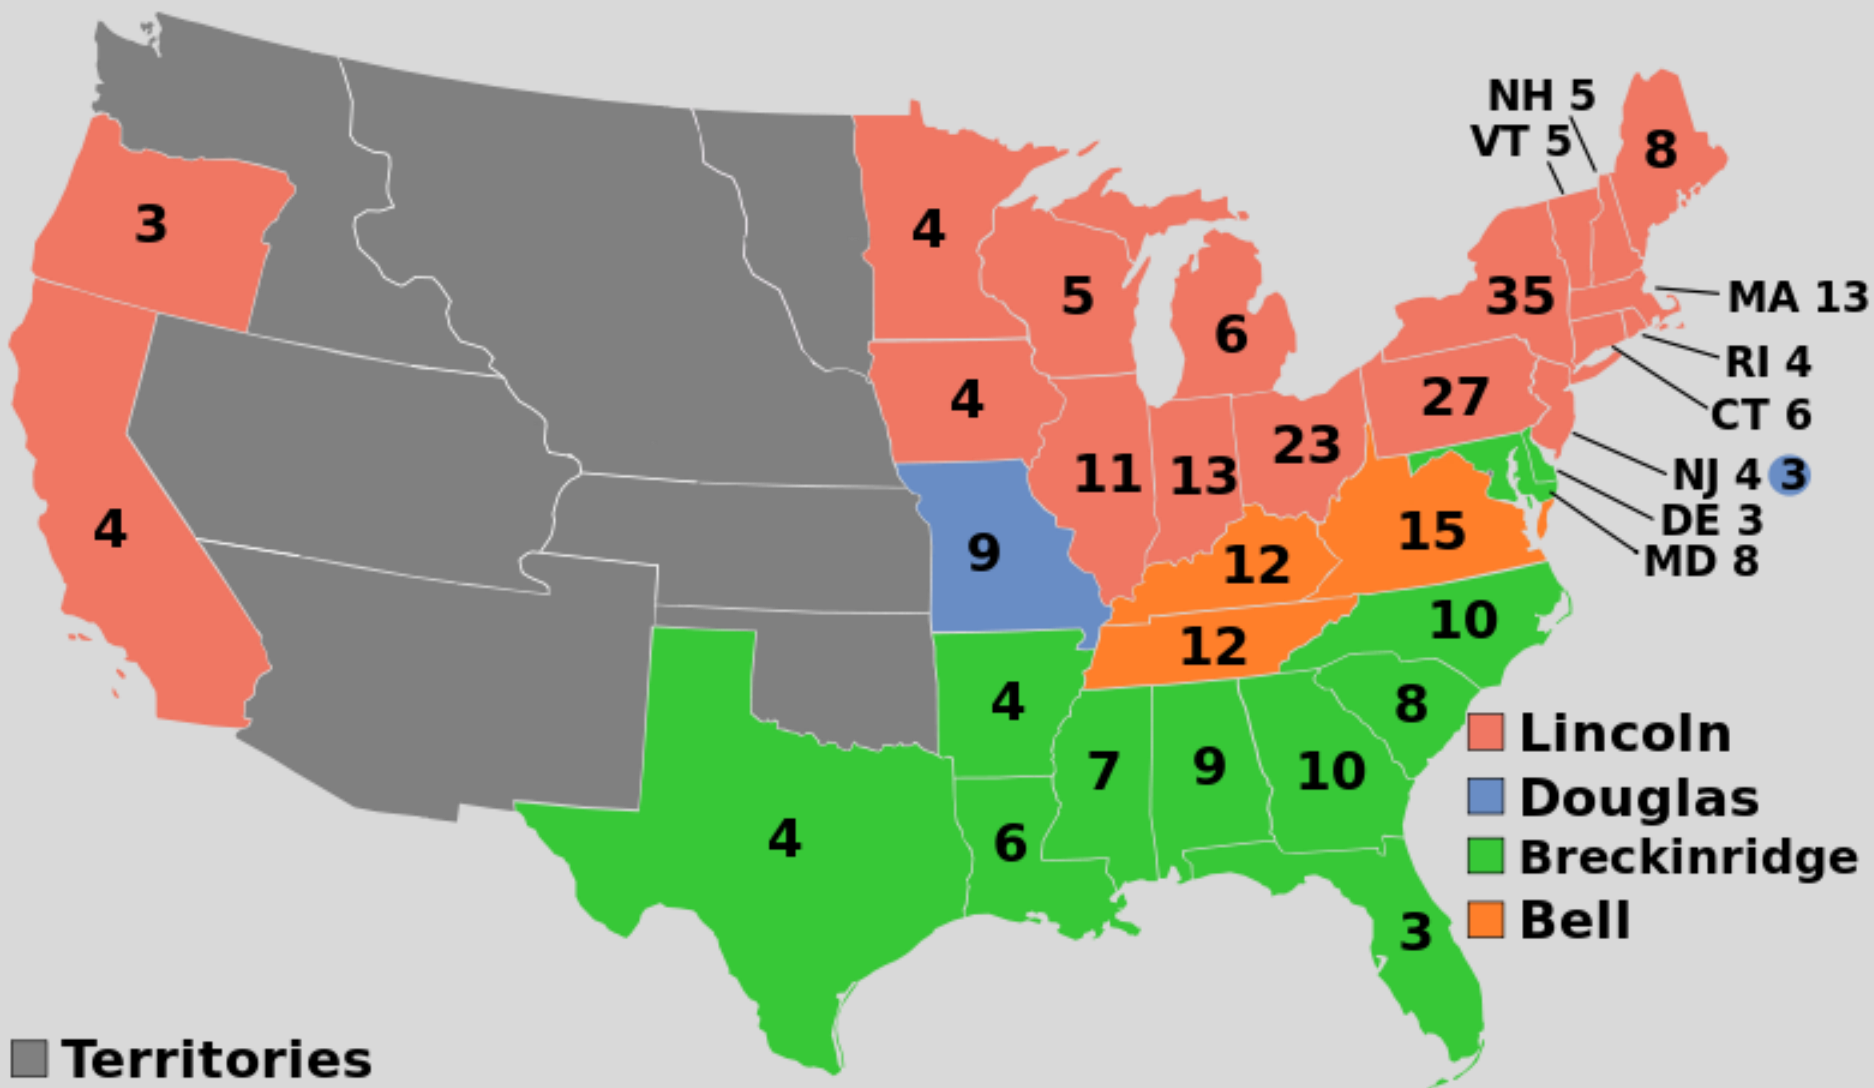 NH 5
VT 5
8
3
4
5
35
6
MA 13
RI 4
4
27
CT 6
23
11
13
NJ 4 3
4
9
15
DE 3
12
MD 8
10
12
4
8
Lincoln
7
9
10
Douglas
4
6
Breckinridge
3
Bell
Territories